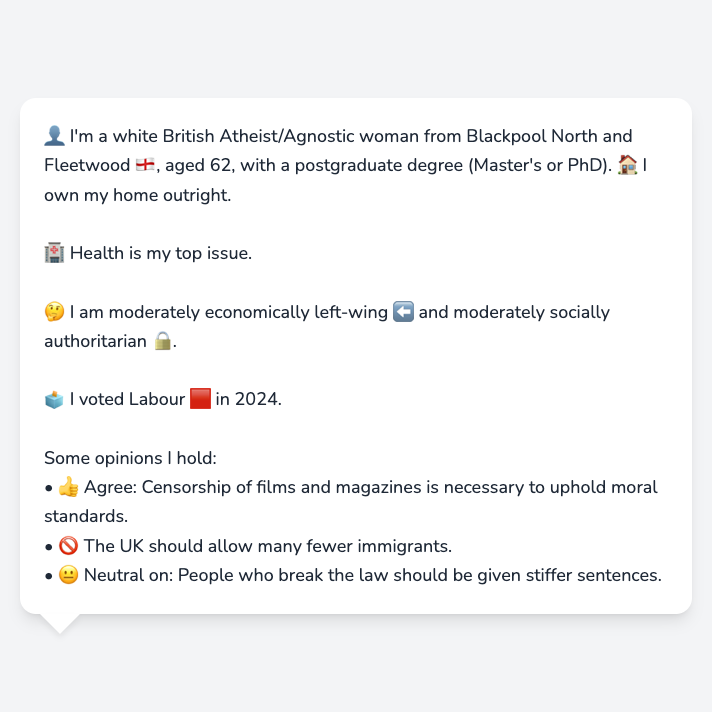 👤 I'm a white British Atheist/Agnostic woman from Blackpool North and
Fleetwood 🏴󠁧󠁢󠁥󠁮󠁧󠁿, aged 62, with a postgraduate degree (Master's or PhD). 🏠 I
own my home outright.
🏥 Health is my top issue.
🤔 I am moderately economically left-wing ⬅️ and moderately socially
authoritarian 🔒.
🗳️ I voted Labour 🟥 in 2024.
Some opinions I hold:
• 👍 Agree: Censorship of films and magazines is necessary to uphold moral
standards.
• 🚫 The UK should allow many fewer immigrants.
• 😐 Neutral on: People who break the law should be given stiffer sentences.